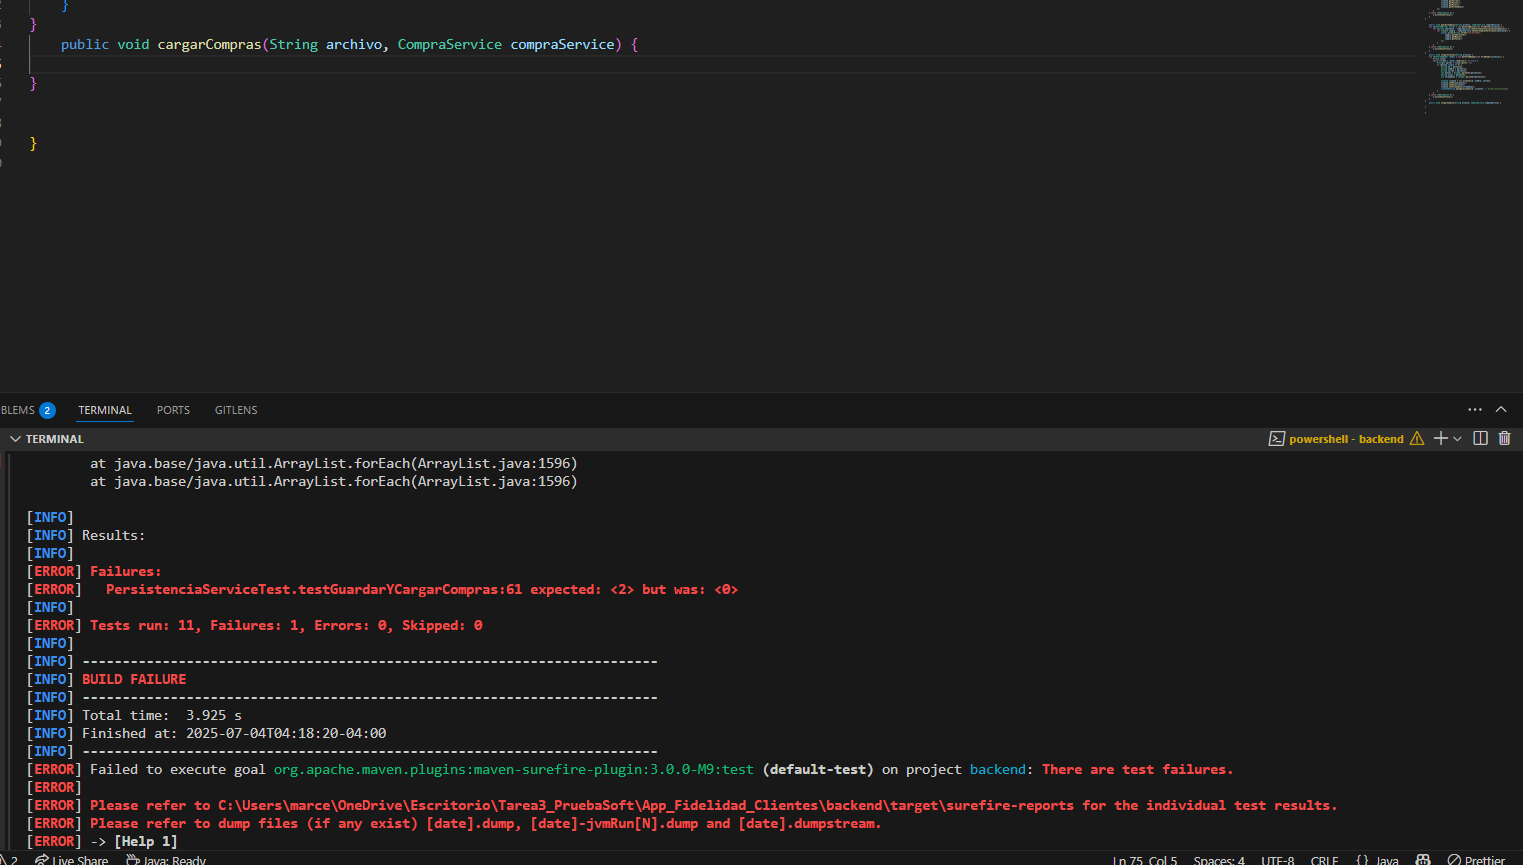 }
}
public void cargarCompras(String archivo, CompraService compraService) {
}
}
BLEMS 2 TERMINAL PORTS GITLENS
TERMINAL powershell - backend
at java.base/java.util.ArrayList.forEach(ArrayList.java:1596)
at java.base/java.util.ArrayList.forEach(ArrayList.java:1596)
[INFO]
[INFO] Results:
[INFO]
[ERROR] Failures:
[ERROR] PersistenciaServiceTest.testGuardarYCargarCompras:61 expected: <2> but was: <0>
[INFO]
[ERROR] Tests run: 11, Failures: 1, Errors: 0, Skipped: 0
[INFO]
[INFO] ------------------------------------------------------------------------
[INFO] BUILD FAILURE
[INFO] ------------------------------------------------------------------------
[INFO] Total time:  3.925 s
[INFO] Finished at: 2025-07-04T04:18:20-04:00
[INFO] ------------------------------------------------------------------------
[ERROR] Failed to execute goal org.apache.maven.plugins:maven-surefire-plugin:3.0.0-M9:test (default-test) on project backend: There are test failures.
[ERROR]
[ERROR] Please refer to C:\Users\marce\OneDrive\Escritorio\Tarea3_PruebaSoft\App_Fidelidad_Clientes\backend\target\surefire-reports for the individual test results.
[ERROR] Please refer to dump files (if any exist) [date].dump, [date]-jvmRun[N].dump and [date].dumpstream.
[ERROR] -> [Help 1]
2 Live Share Java: Ready Ln 75, Col 5 Spaces: 4 UTF-8 CRLF {} Java Prettier